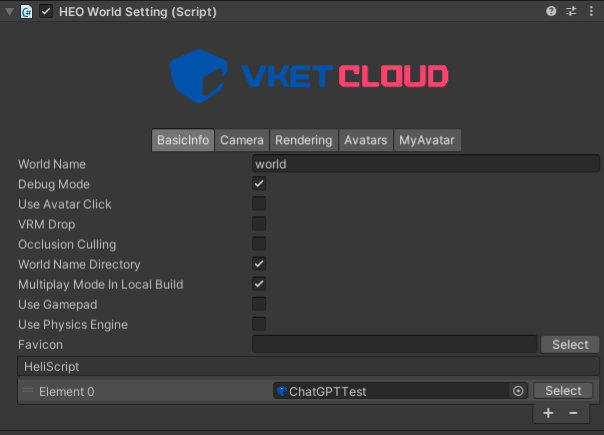 HEO World Setting (Script)
VKET CLOUD
BasicInfo Camera Rendering Avatars MyAvatar
World Name world
Debug Mode
Use Avatar Click
VRM Drop
Occlusion Culling
World Name Directory
Multiplay Mode In Local Build
Use Gamepad
Use Physics Engine
Favicon Select
HeliScript
Element 0 ChatGPTTest Select